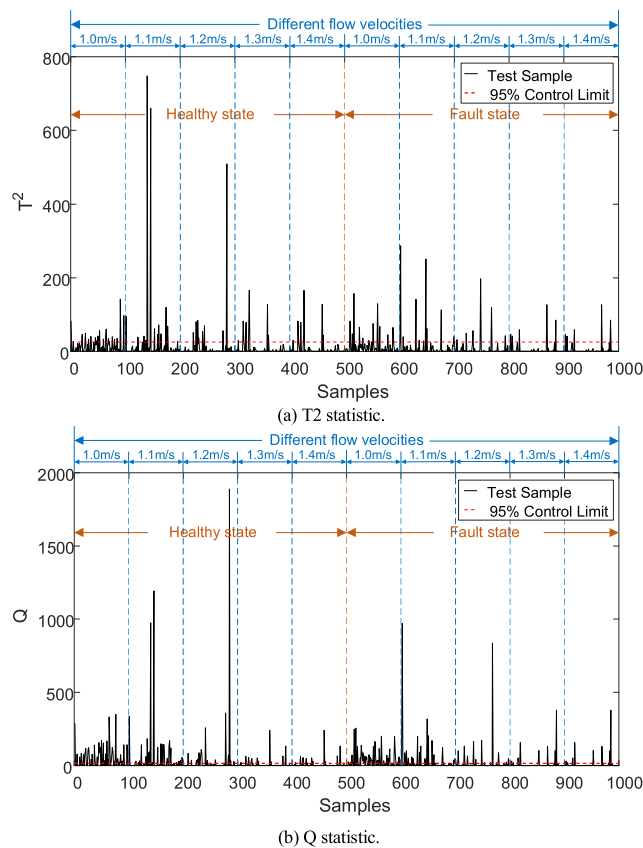 Different flow velocities
1.0m/s 1.1m/s 1.2m/s 1.3m/s 1.4m/s 1.0m/s 1.1m/s 1.2m/s 1.3m/s 1.4m/s
800
Test Sample
95% Control Limit
Healthy state Fault state
600
T²
400
200
0
0 100 200 300 400 500 600 700 800 900 1000
Samples
(a) T2 statistic.
Different flow velocities
1.0m/s 1.1m/s 1.2m/s 1.3m/s 1.4m/s 1.0m/s 1.1m/s 1.2m/s 1.3m/s 1.4m/s
2000
Test Sample
95% Control Limit
Healthy state Fault state
1500
Q
1000
500
0
0 100 200 300 400 500 600 700 800 900 1000
Samples
(b) Q statistic.